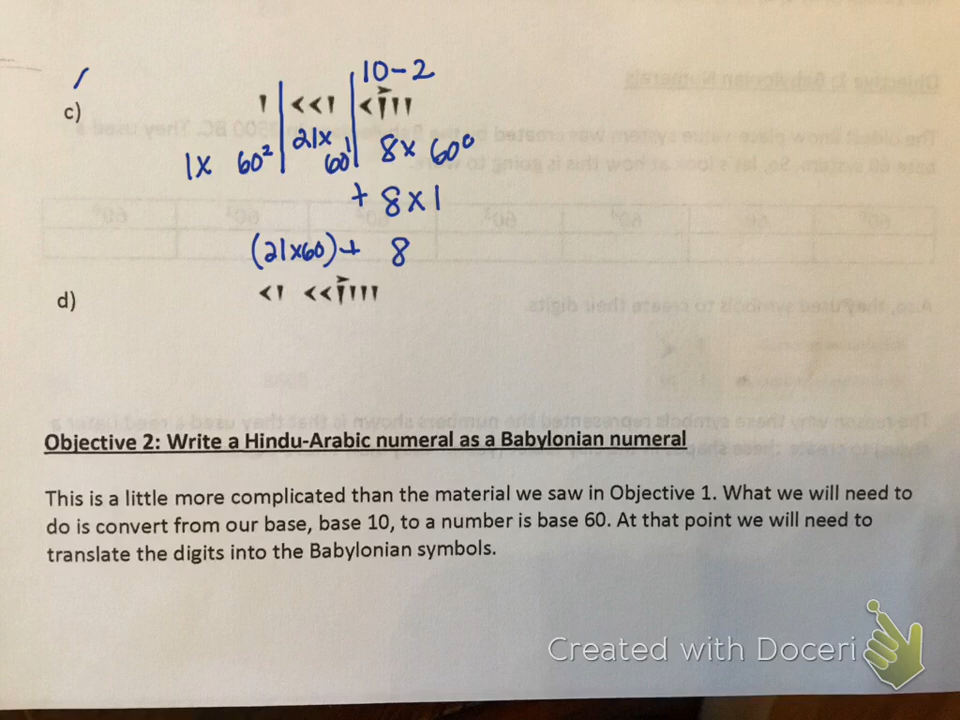 10-2
c) 𒁹 | 𒌋𒌋𒁹 | 𒌋
1x 60² | 21x 60¹ | 8x 60⁰
+ 8x1
(21x60)+ 8
d)
Objective 2: Write a Hindu-Arabic numeral as a Babylonian numeral
This is a little more complicated than the material we saw in Objective 1. What we will need to
do is convert from our base, base 10, to a number is base 60. At that point we will need to
translate the digits into the Babylonian symbols.
Created with Doceri